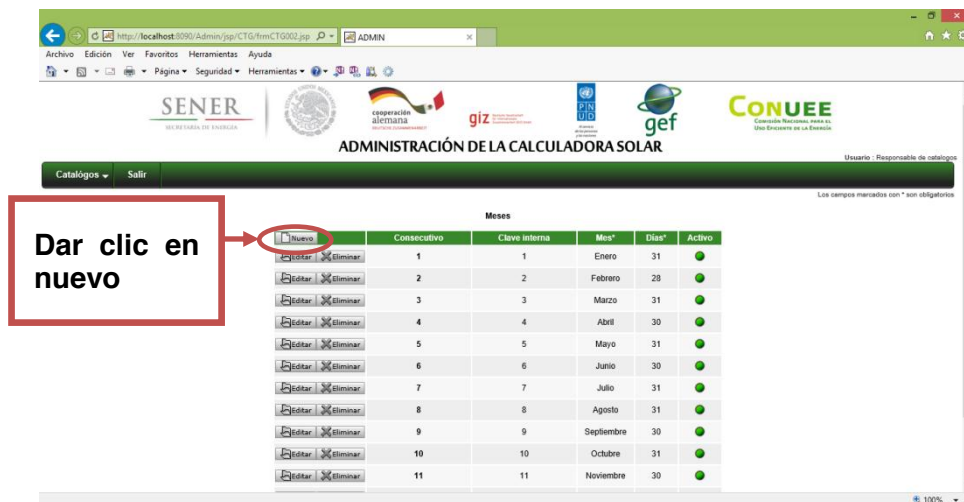 http://localhost:8090/Admin/jsp/CTG/frmCTG002.jsp
ADMIN
Archivo Edición Ver Favoritos Herramientas Ayuda
Página Seguridad Herramientas
SENER
SECRETARÍA DE ENERGÍA
cooperación
alemana
DEUTSCHE ZUSAMMENARBEIT
giz
PN
UD
gef
CONUEE
COMISIÓN NACIONAL PARA EL
USO EFICIENTE DE LA ENERGÍA
ADMINISTRACIÓN DE LA CALCULADORA SOLAR
Usuario : Responsable de catalogos
Catalógos Salir
Los campos marcados con * son obligatorios
Meses
Dar clic en
nuevo
Nuevo Consecutivo Clave interna Mes* Días* Activo
Editar Eliminar 1 1 Enero 31
Editar Eliminar 2 2 Febrero 28
Editar Eliminar 3 3 Marzo 31
Editar Eliminar 4 4 Abril 30
Editar Eliminar 5 5 Mayo 31
Editar Eliminar 6 6 Junio 30
Editar Eliminar 7 7 Julio 31
Editar Eliminar 8 8 Agosto 31
Editar Eliminar 9 9 Septiembre 30
Editar Eliminar 10 10 Octubre 31
Editar Eliminar 11 11 Noviembre 30
100%